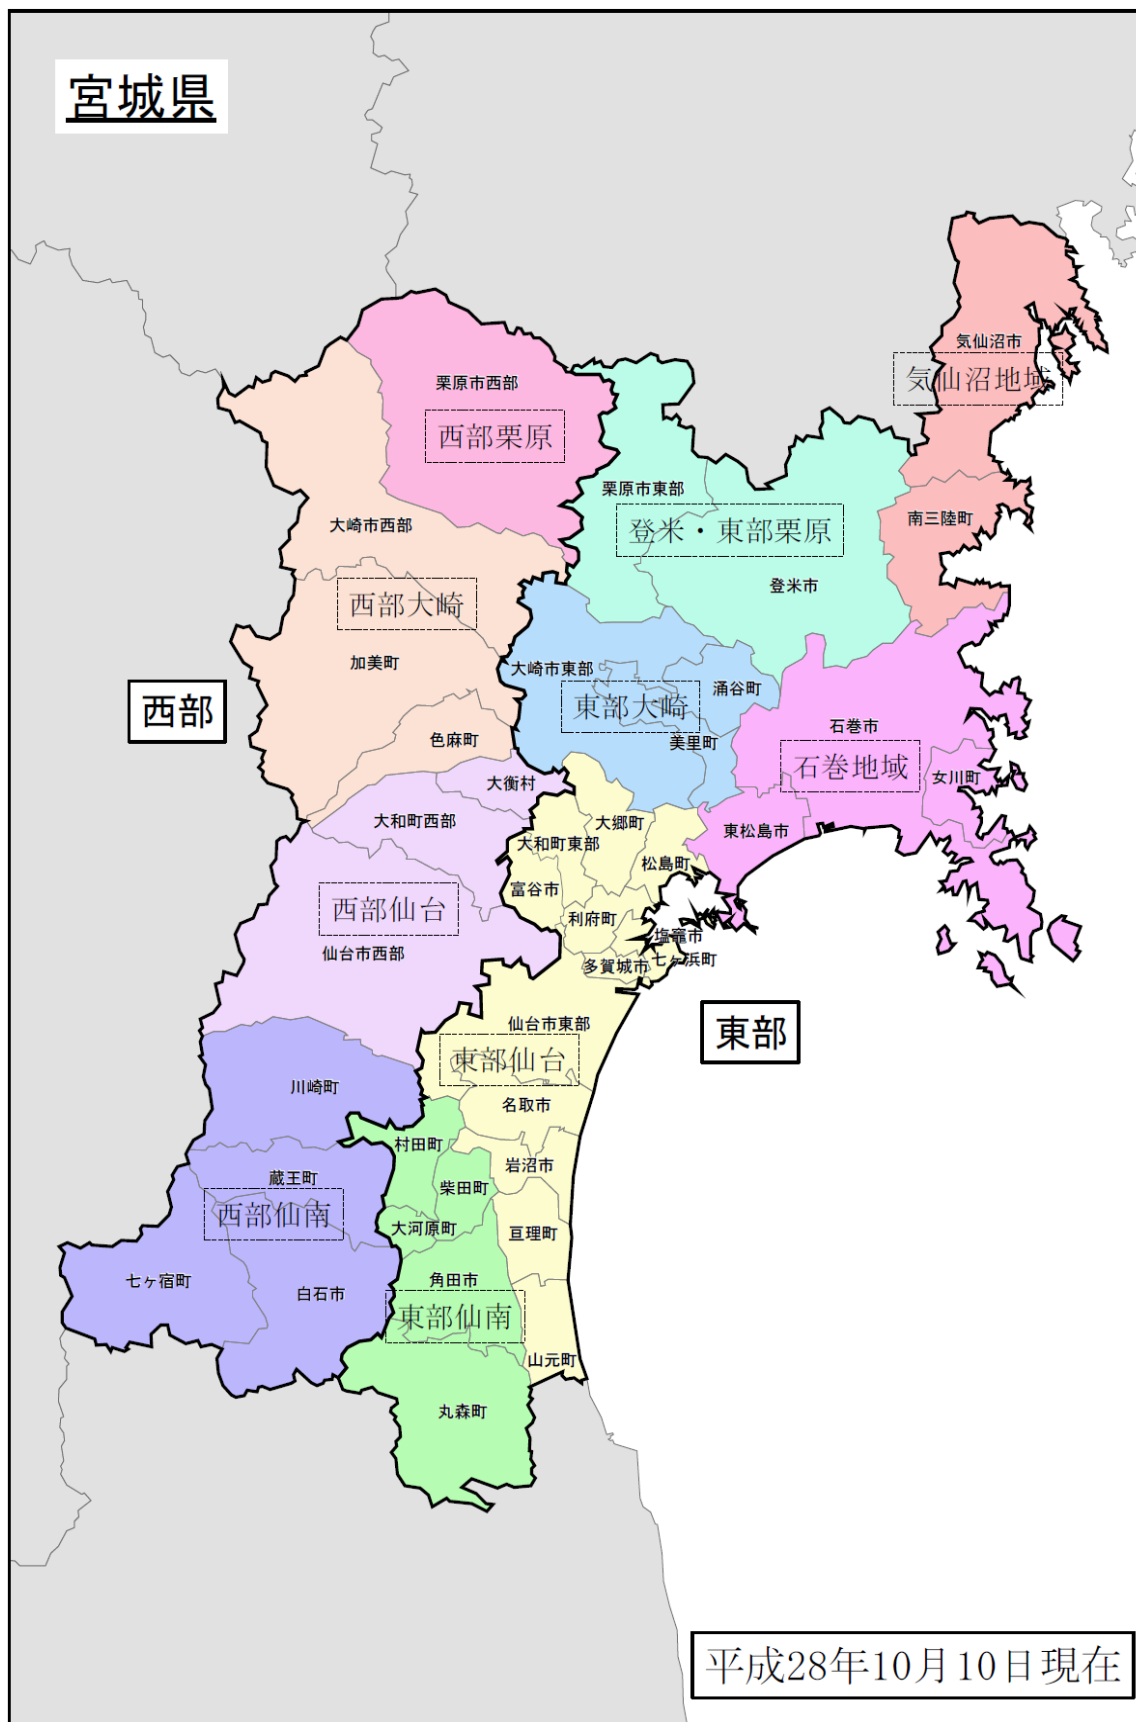 宮城県
気仙沼市
気仙沼地域
栗原市西部
西部栗原
栗原市東部
南三陸町
大崎市西部
登米・東部栗原
登米市
西部大崎
加美町
大崎市東部
涌谷町
西部
東部大崎
石巻市
色麻町
美里町
石巻地域
女川町
大衡村
大和町西部
大郷町
東松島市
大和町東部
松島町
富谷市
西部仙台
利府町
塩竈市
仙台市西部
多賀城市
七ヶ浜町
仙台市東部
東部
東部仙台
川崎町
名取市
村田町
岩沼市
蔵王町
柴田町
西部仙南
大河原町
亘理町
七ヶ宿町
白石市
角田市
東部仙南
山元町
丸森町
平成28年10月10日現在